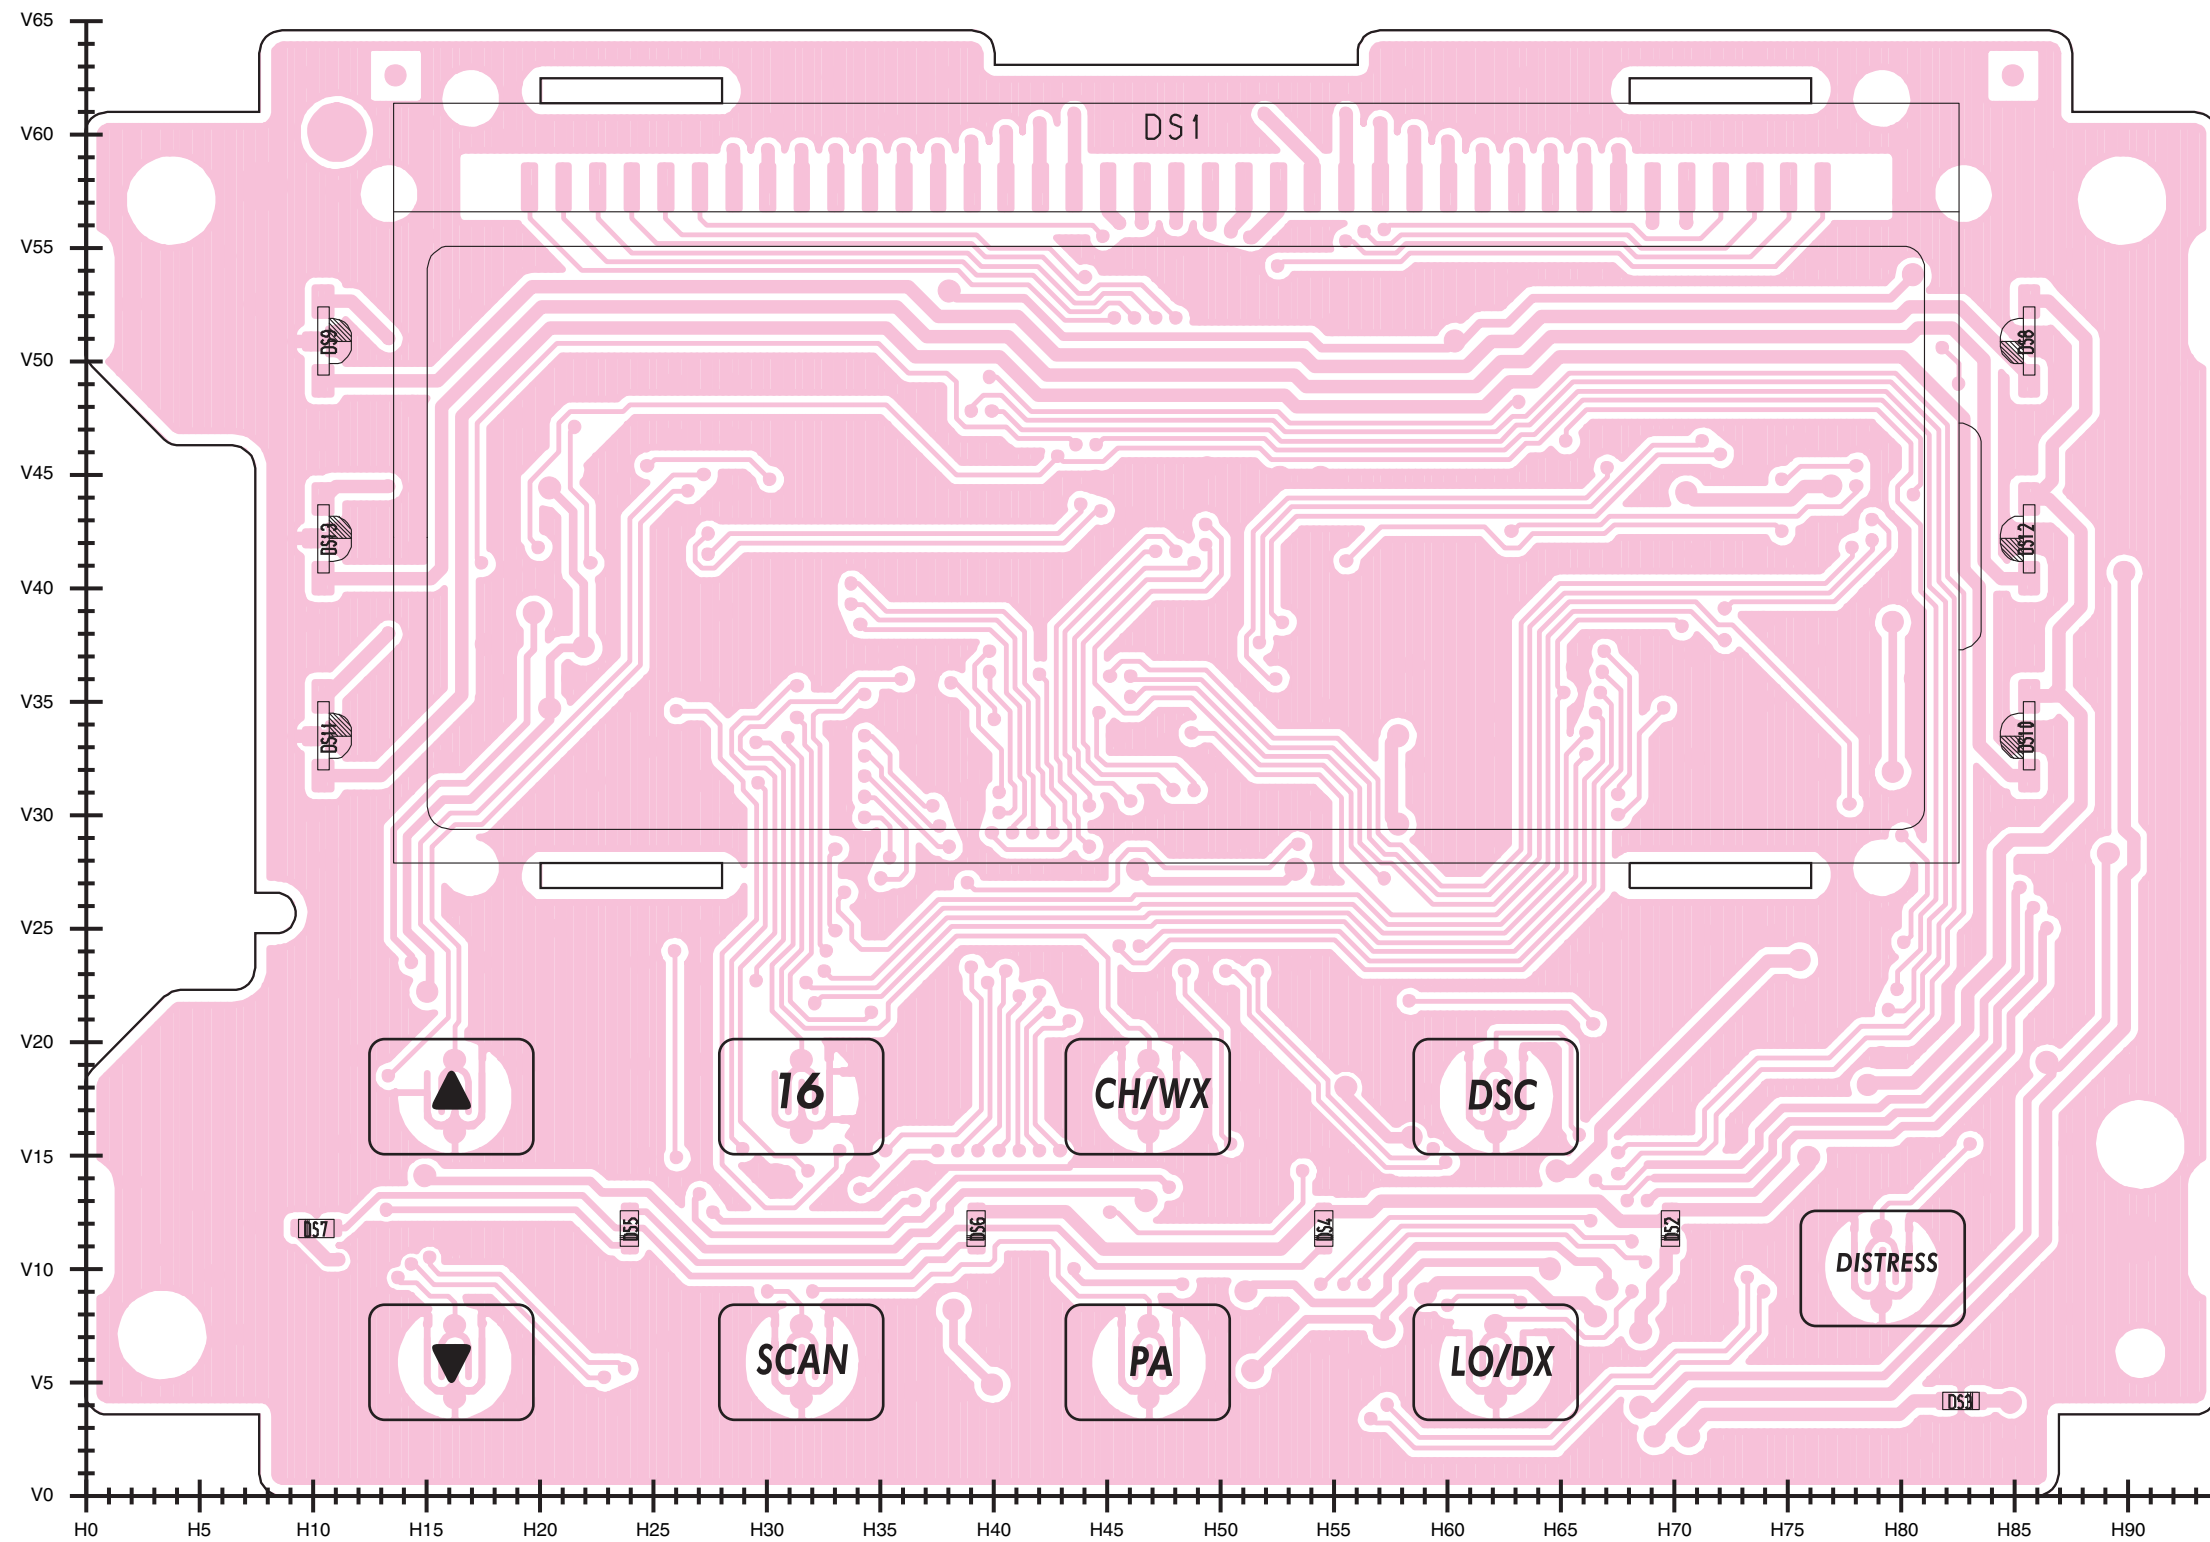 V65
V60
V55
V50
V45
V40
V35
V30
V25
V20
V15
V10
V5
V0
DS1
DS9
DS8
DS13
DS12
DS11
DS10
16
CH/WX
DSC
DS7
DS5
DS6
DS4
DS2
DISTRESS
SCAN
PA
LO/DX
DS3
H0 H5 H10 H15 H20 H25 H30 H35 H40 H45 H50 H55 H60 H65 H70 H75 H80 H85 H90